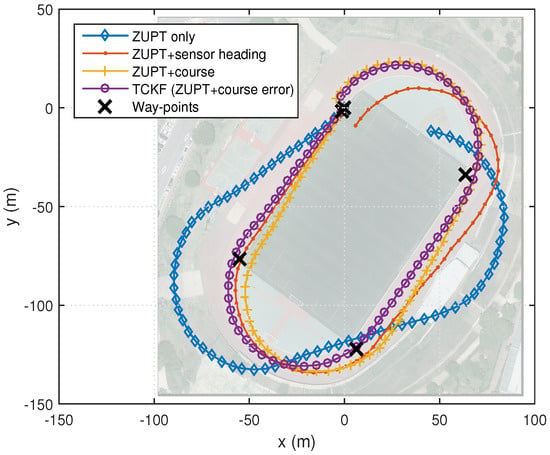 50
0
-50
-100
-150
y (m)
ZUPT only
ZUPT+sensor heading
ZUPT+course
TCKF (ZUPT+course error)
Way-points
-150 -100 -50 0 50 100
x (m)